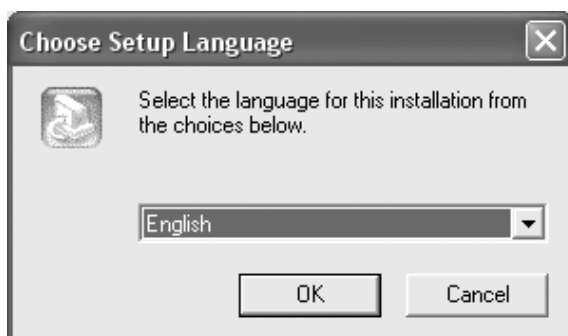 Choose Setup Language
Select the language for this installation from
the choices below.
English
OK
Cancel